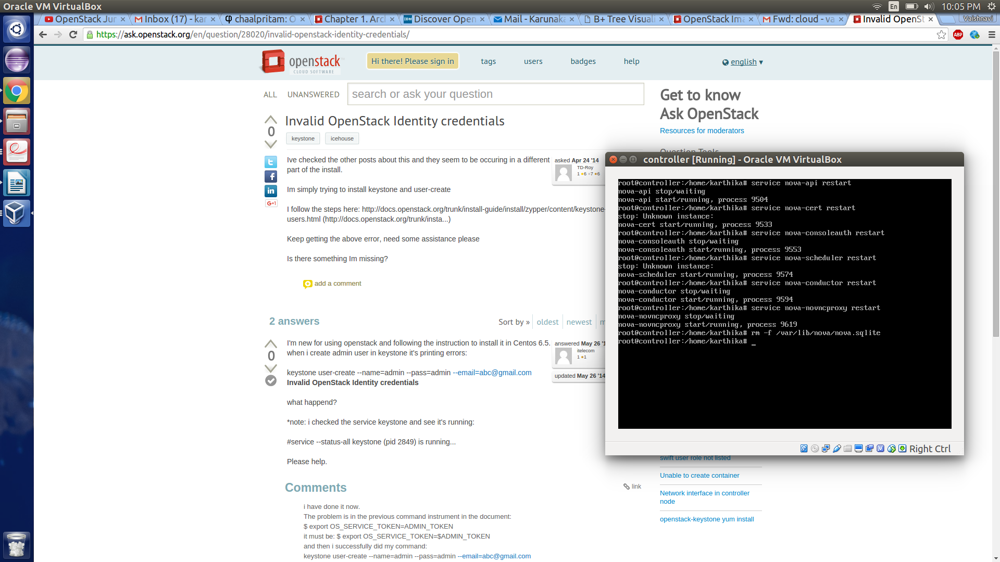 Oracle VM VirtualBox
En
10:05 PM
OpenStack Jun
Inbox (17) - kar
chaalpritam: O
Chapter 1. Arch
Discover Open
Mail - Karunaka
B+ Tree Visuali
OpenStack Ima
Fwd: cloud - va
Invalid OpenSt
Vaishnavi
https://ask.openstack.org/en/question/28020/invalid-openstack-identity-credentials/
ABP
openstack
CLOUD SOFTWARE
Hi there! Please sign in
tags
users
badges
help
english ▾
ALL
UNANSWERED
search or ask your question
Get to know
Ask OpenStack
Resources for moderators
Question Tools
0
Invalid OpenStack Identity credentials
keystone
icehouse
Ive checked the other posts about this and they seem to be occuring in a different
part of the install.
asked Apr 24 '14
TD-Roy
1 ●6 ●7 ●6
Im simply trying to install keystone and user-create
I follow the steps here: http://docs.openstack.org/trunk/install-guide/install/zypper/content/keystone-
users.html (http://docs.openstack.org/trunk/insta...)
Keep getting the above error, need some assistance please
Is there something Im missing?
add a comment
G+1
2 answers
Sort by »
oldest
newest
m
0
I'm new for using openstack and following the instruction to install it in Centos 6.5.
when i create admin user in keystone it's printing errors:
answered May 26 '1
itelecom
1 ●1
updated May 26 '14
keystone user-create --name=admin --pass=admin --email=abc@gmail.com
Invalid OpenStack Identity credentials
what happend?
*note: i checked the service keystone and see it's running:
#service --status-all keystone (pid 2849) is running...
Please help.
Comments
link
i have done it now.
The problem is in the previous command instrument in the document:
$ export OS_SERVICE_TOKEN=ADMIN_TOKEN
it must be: $ export OS_SERVICE_TOKEN=$ADMIN_TOKEN
and then i successfully did my command:
keystone user-create --name=admin --pass=admin --email=abc@gmail.com
controller [Running] - Oracle VM VirtualBox
root@controller:/home/karthika# service nova-api restart
nova-api stop/waiting
nova-api start/running, process 9504
root@controller:/home/karthika# service nova-cert restart
stop: Unknown instance:
nova-cert start/running, process 9533
root@controller:/home/karthika# service nova-consoleauth restart
nova-consoleauth stop/waiting
nova-consoleauth start/running, process 9553
root@controller:/home/karthika# service nova-scheduler restart
stop: Unknown instance:
nova-scheduler start/running, process 9574
root@controller:/home/karthika# service nova-conductor restart
nova-conductor stop/waiting
nova-conductor start/running, process 9594
root@controller:/home/karthika# service nova-novncproxy restart
nova-novncproxy stop/waiting
nova-novncproxy start/running, process 9619
root@controller:/home/karthika# rm -f /var/lib/nova/nova.sqlite
root@controller:/home/karthika# _
Right Ctrl
swift user role not listed
Unable to create container
Network interface in controller
node
openstack-keystone yum install